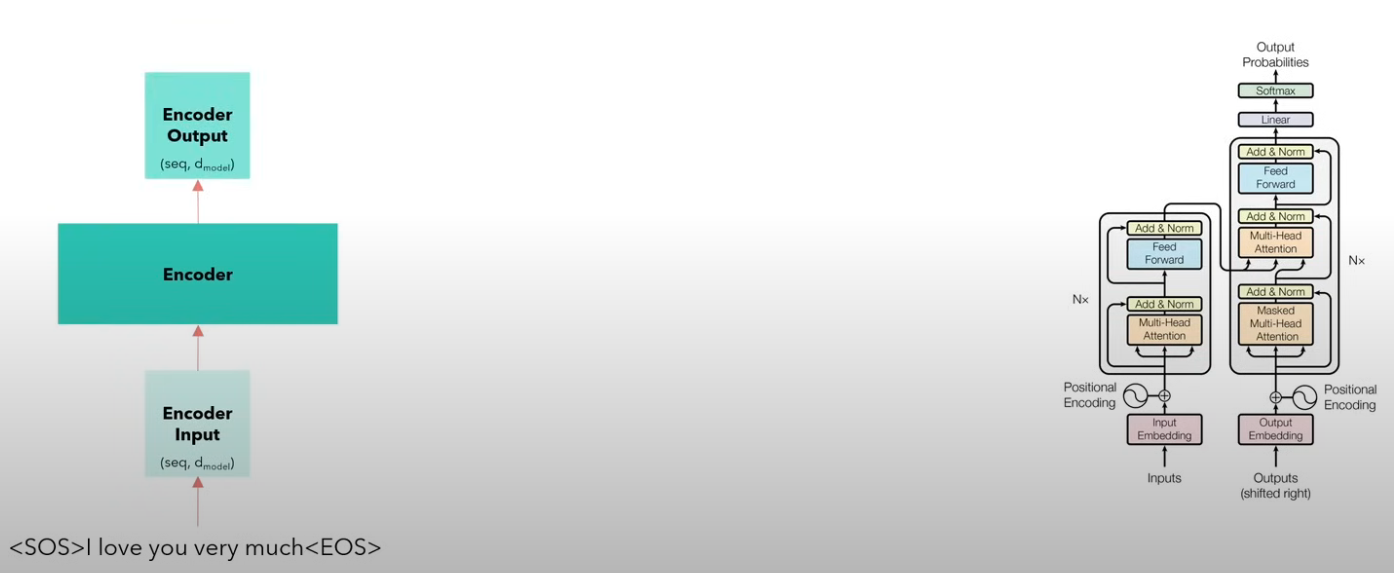 Encoder
Output
(seq, dmodel)
Encoder
Encoder
Input
(seq, dmodel)
<SOS>I love you very much<EOS>
Output
Probabilities
Softmax
Linear
Add & Norm
Feed
Forward
Add & Norm
Multi-Head
Attention
Nx
Add & Norm
Masked
Multi-Head
Attention
Positional
Encoding
Output
Embedding
Outputs
(shifted right)
Add & Norm
Feed
Forward
Nx
Add & Norm
Multi-Head
Attention
Positional
Encoding
Input
Embedding
Inputs